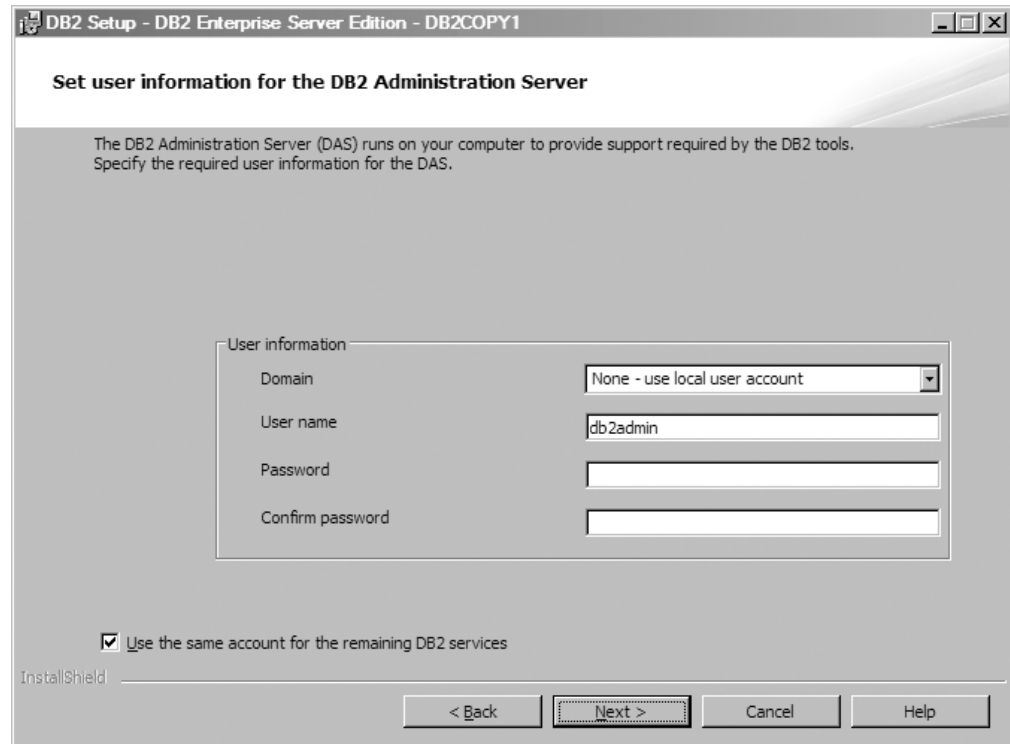 DB2 Setup - DB2 Enterprise Server Edition - DB2COPY1
Set user information for the DB2 Administration Server
The DB2 Administration Server (DAS) runs on your computer to provide support required by the DB2 tools.
Specify the required user information for the DAS.
User information
Domain
None - use local user account
User name
db2admin
Password
Confirm password
Use the same account for the remaining DB2 services
InstallShield
< Back
Next >
Cancel
Help